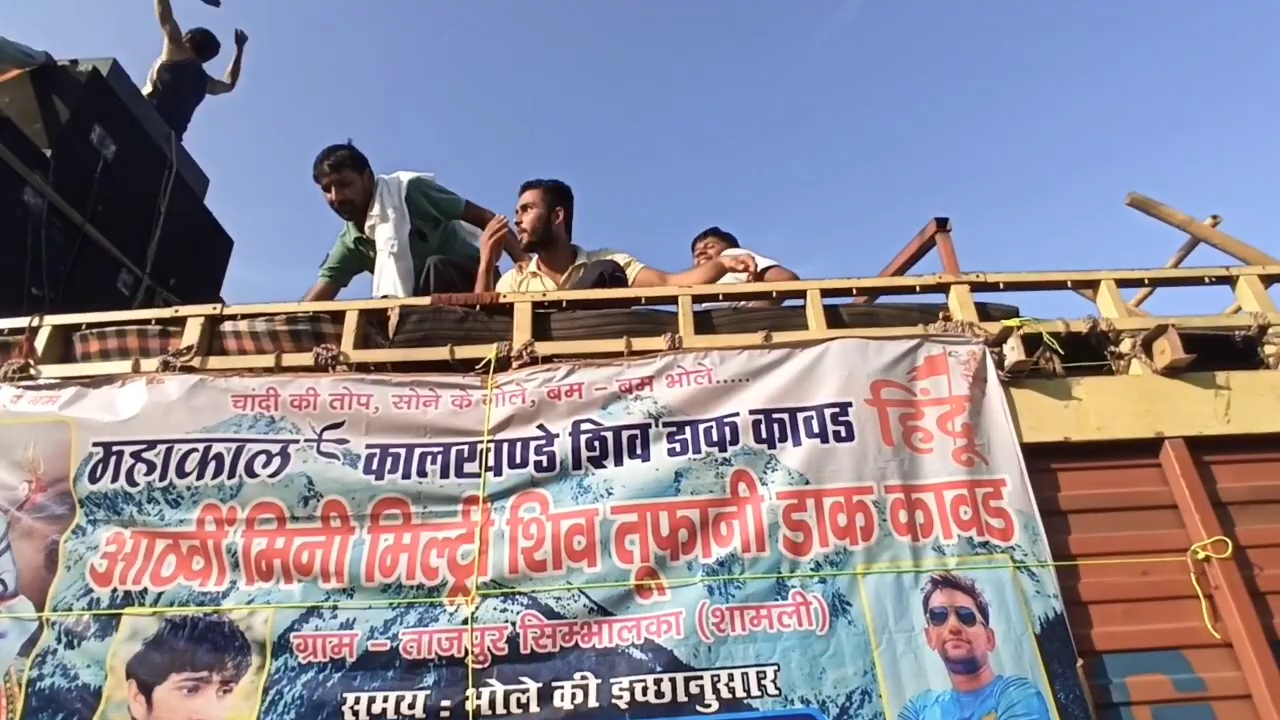 चांदी की तोप, सोने के गोले, बम – बम भोले.....
महाकाल कालखण्डे शिव डाक कावड
हिंदू
आठवीं मिनी मिल्ट्री शिव तूफानी डाक कावड
ग्राम – ताजपुर सिम्भालका (शामली)
समय : भोले की इच्छानुसार